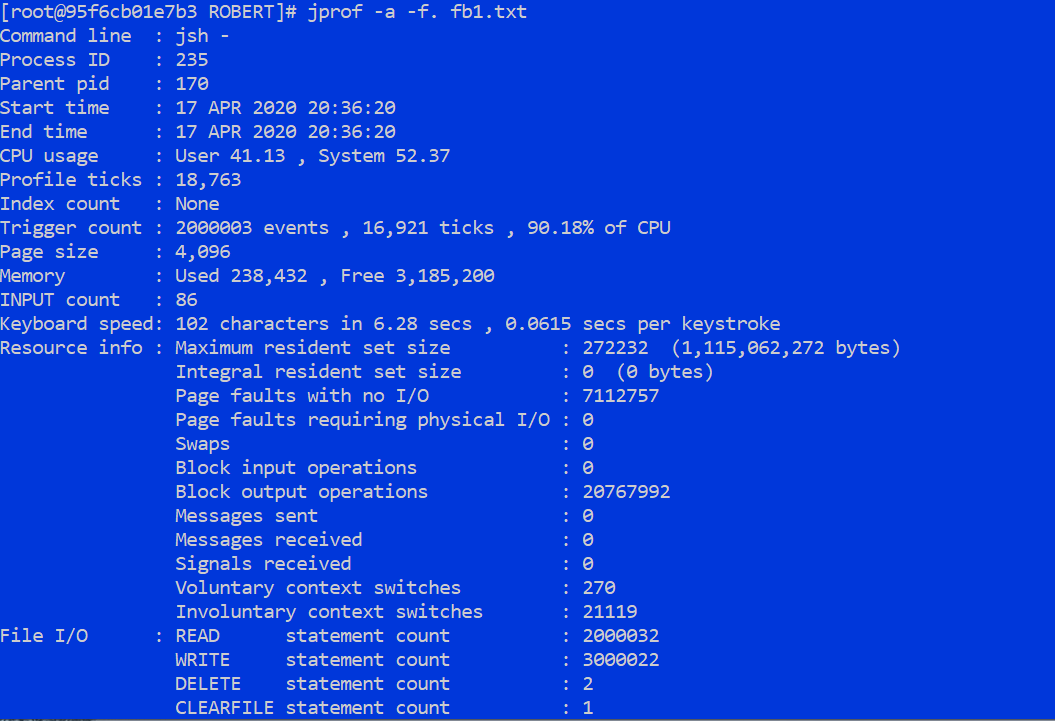 [root@95f6cb01e7b3 ROBERT]# jprof -a -f. fb1.txt
Command line  : jsh -
Process ID    : 235
Parent pid    : 170
Start time    : 17 APR 2020 20:36:20
End time      : 17 APR 2020 20:36:20
CPU usage     : User 41.13 , System 52.37
Profile ticks : 18,763
Index count   : None
Trigger count : 2000003 events , 16,921 ticks , 90.18% of CPU
Page size     : 4,096
Memory        : Used 238,432 , Free 3,185,200
INPUT count   : 86
Keyboard speed: 102 characters in 6.28 secs , 0.0615 secs per keystroke
Resource info : Maximum resident set size          : 272232  (1,115,062,272 bytes)
                Integral resident set size         : 0  (0 bytes)
                Page faults with no I/O            : 7112757
                Page faults requiring physical I/O : 0
                Swaps                              : 0
                Block input operations             : 0
                Block output operations            : 20767992
                Messages sent                      : 0
                Messages received                  : 0
                Signals received                   : 0
                Voluntary context switches         : 270
                Involuntary context switches       : 21119
File I/O      : READ      statement count          : 2000032
                WRITE     statement count          : 3000022
                DELETE    statement count          : 2
                CLEARFILE statement count          : 1